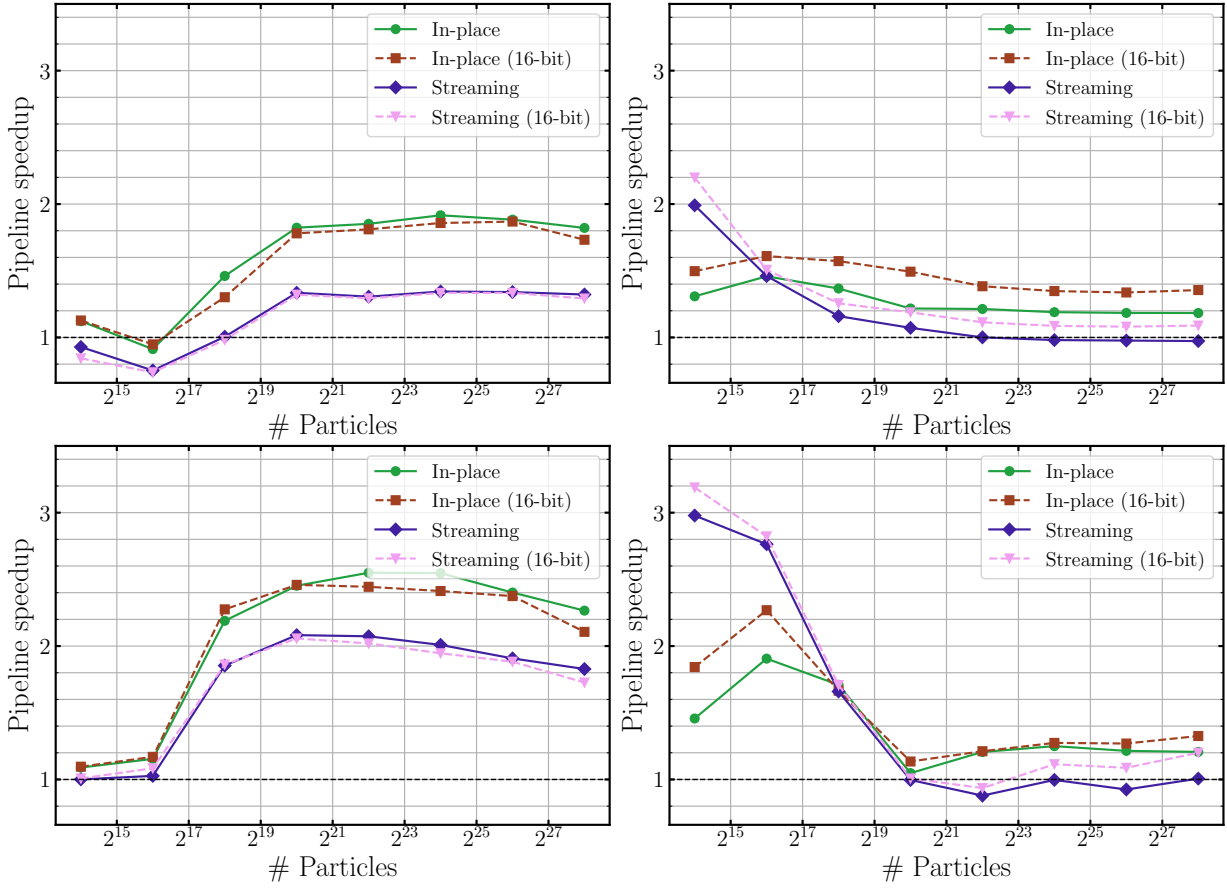 In-place
In-place (16-bit)
Streaming
Streaming (16-bit)
3
2
1
Pipeline speedup
2^15 2^17 2^19 2^21 2^23 2^25 2^27
# Particles
In-place
In-place (16-bit)
Streaming
Streaming (16-bit)
3
2
1
Pipeline speedup
2^15 2^17 2^19 2^21 2^23 2^25 2^27
# Particles
In-place
In-place (16-bit)
Streaming
Streaming (16-bit)
3
2
1
Pipeline speedup
2^15 2^17 2^19 2^21 2^23 2^25 2^27
# Particles
In-place
In-place (16-bit)
Streaming
Streaming (16-bit)
3
2
1
Pipeline speedup
2^15 2^17 2^19 2^21 2^23 2^25 2^27
# Particles